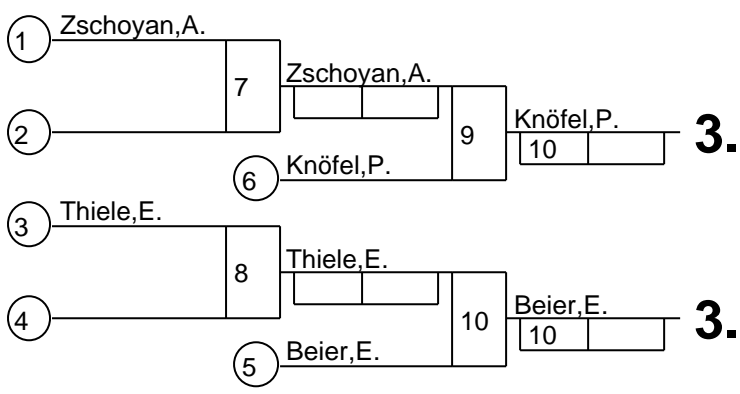 1 Zschoyan,A.
7 Zschoyan,A.
2 9 Knöfel,P. 3.
6 Knöfel,P. 10
3 Thiele,E.
8 Thiele,E.
4 10 Beier,E. 3.
5 Beier,E. 10